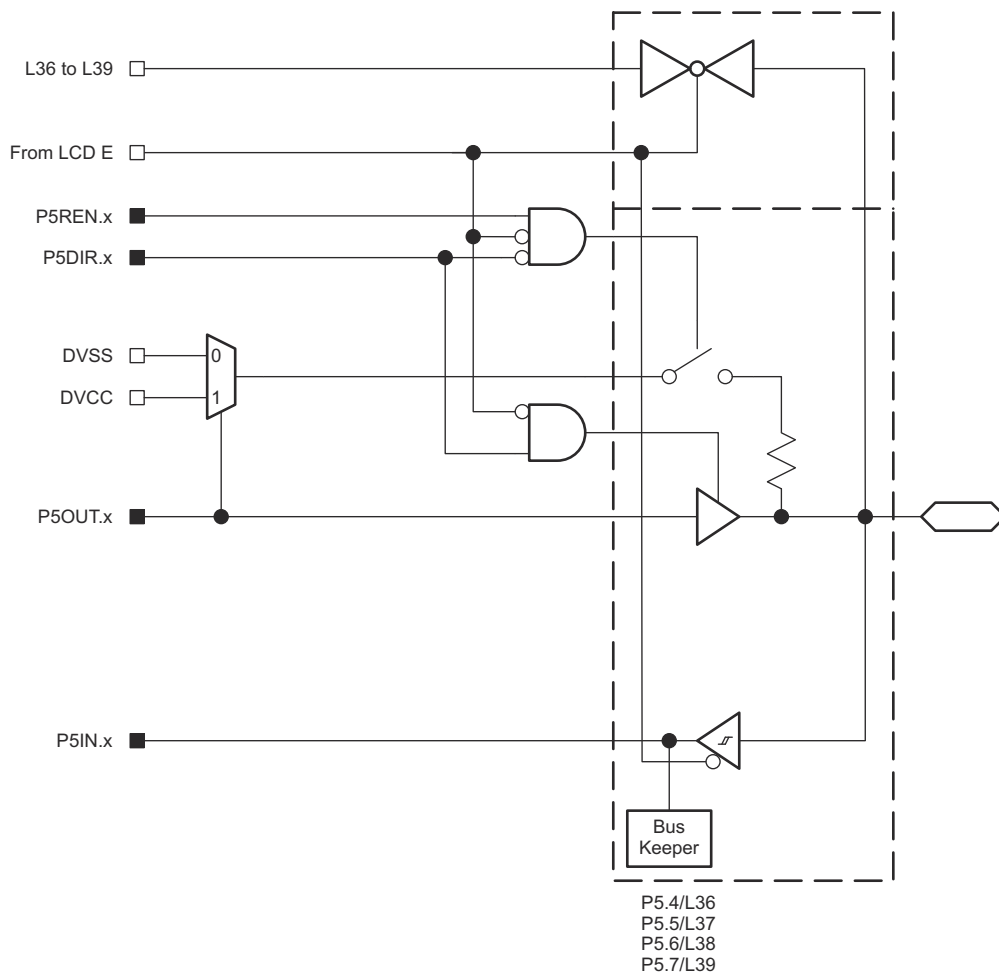 L36 to L39
From LCD E
P5REN.x
P5DIR.x
DVSS
0
DVCC
1
P5OUT.x
P5IN.x
Bus
Keeper
P5.4/L36
P5.5/L37
P5.6/L38
P5.7/L39